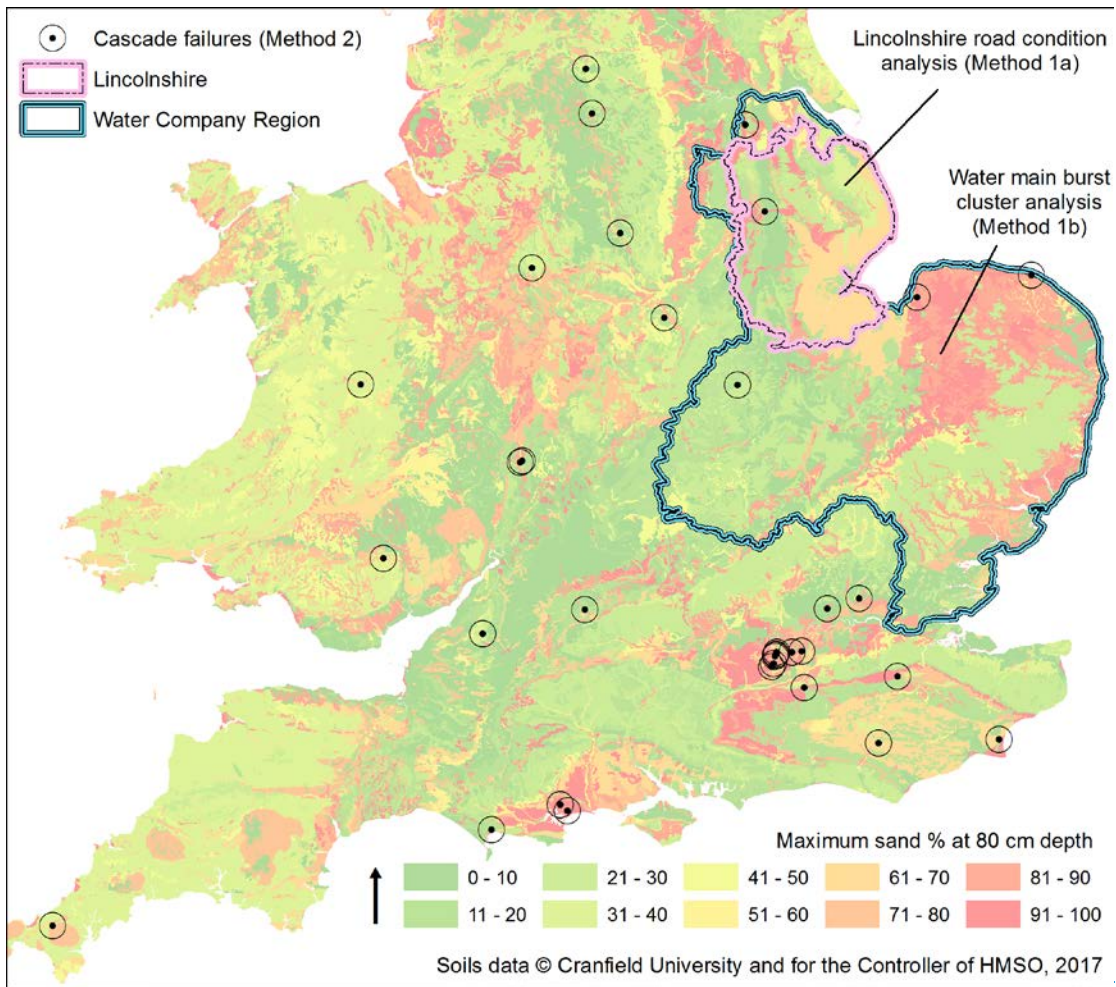 Cascade failures (Method 2)
Lincolnshire
Water Company Region
Lincolnshire road condition
analysis (Method 1a)
Water main burst
cluster analysis
(Method 1b)
Maximum sand % at 80 cm depth
0 - 10
21 - 30
41 - 50
61 - 70
81 - 90
11 - 20
31 - 40
51 - 60
71 - 80
91 - 100
Soils data © Cranfield University and for the Controller of HMSO, 2017